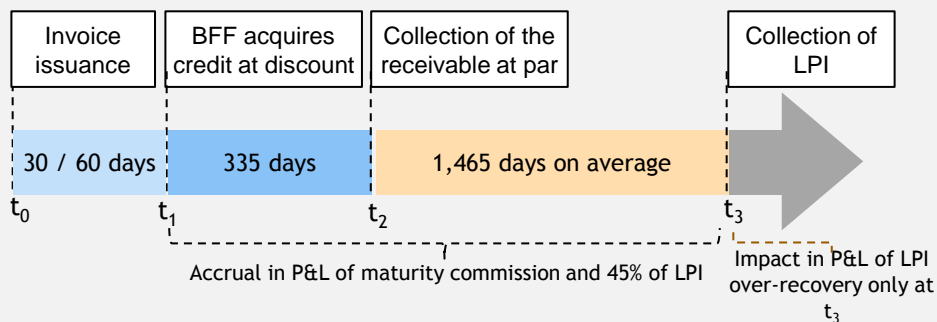 Invoice
issuance
BFF acquires
credit at discount
Collection of the
receivable at par
Collection of
LPI
30 / 60 days
335 days
1,465 days on average
t0
t1
t2
t3
Accrual in P&L of maturity commission and 45% of LPI
Impact in P&L of LPI
over-recovery only at
t3